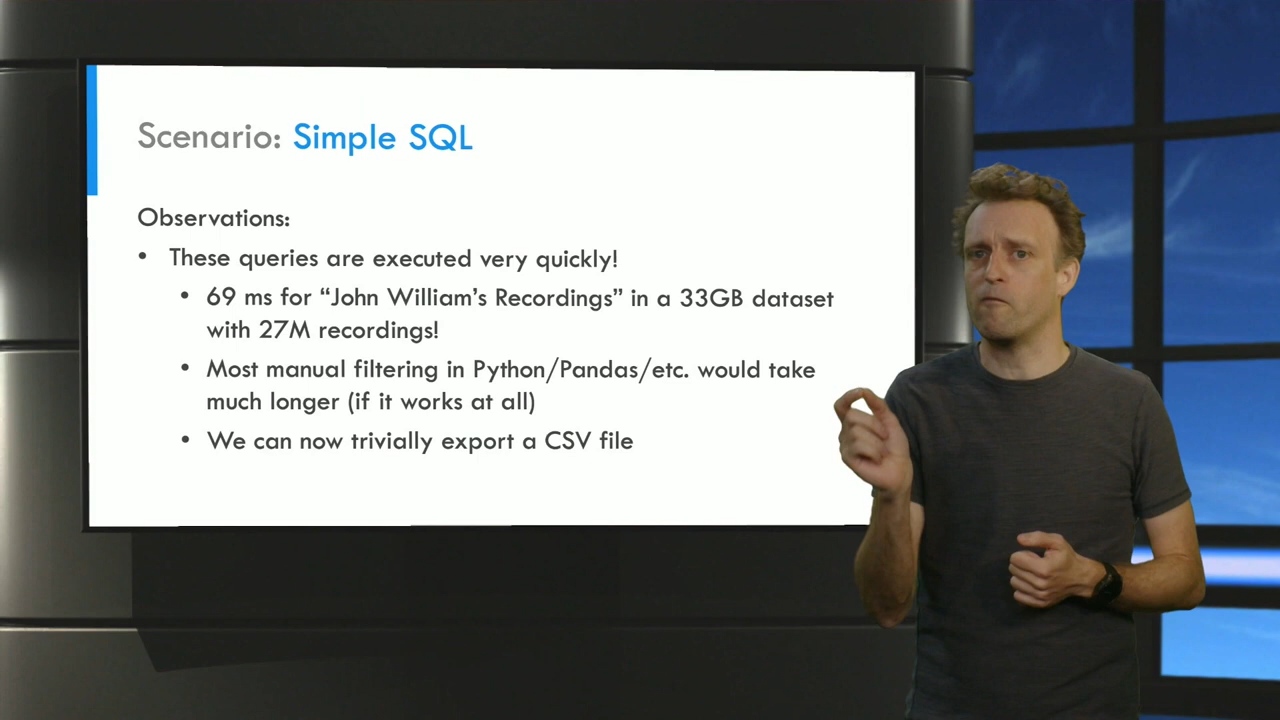 Scenario: Simple SQL
Observations:
• These queries are executed very quickly!
• 69 ms for “John William’s Recordings” in a 33GB dataset
with 27M recordings!
• Most manual filtering in Python/Pandas/etc. would take
much longer (if it works at all)
• We can now trivially export a CSV file